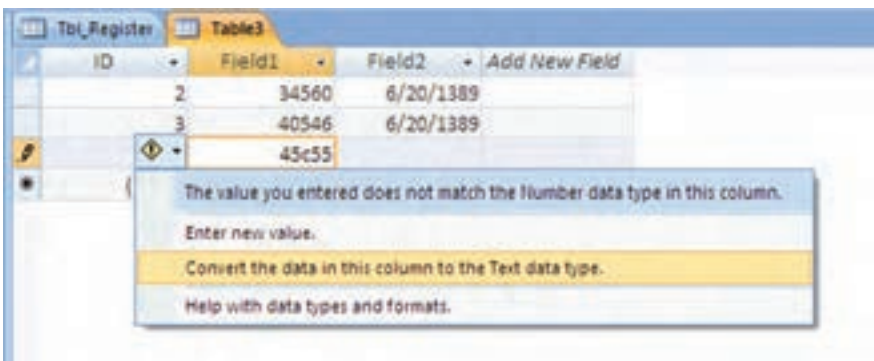 Tbl_Register Table3
ID Field1 Field2 Add New Field
2 34560 6/20/1389
3 40546 6/20/1389
45c55
(
The value you entered does not match the Number data type in this column.
Enter new value.
Convert the data in this column to the Text data type.
Help with data types and formats.